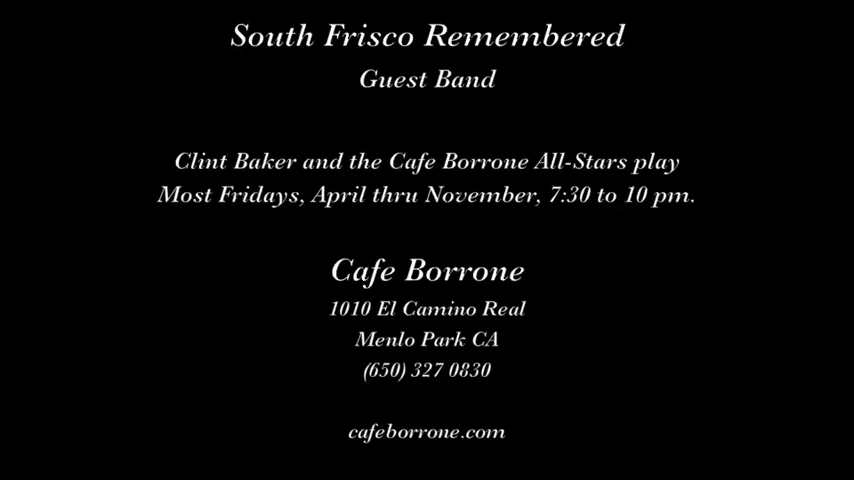 South Frisco Remembered
Guest Band
Clint Baker and the Cafe Borrone All-Stars play
Most Fridays, April thru November, 7:30 to 10 pm.
Cafe Borrone
1010 El Camino Real
Menlo Park CA
(650) 327 0830
cafeborrone.com